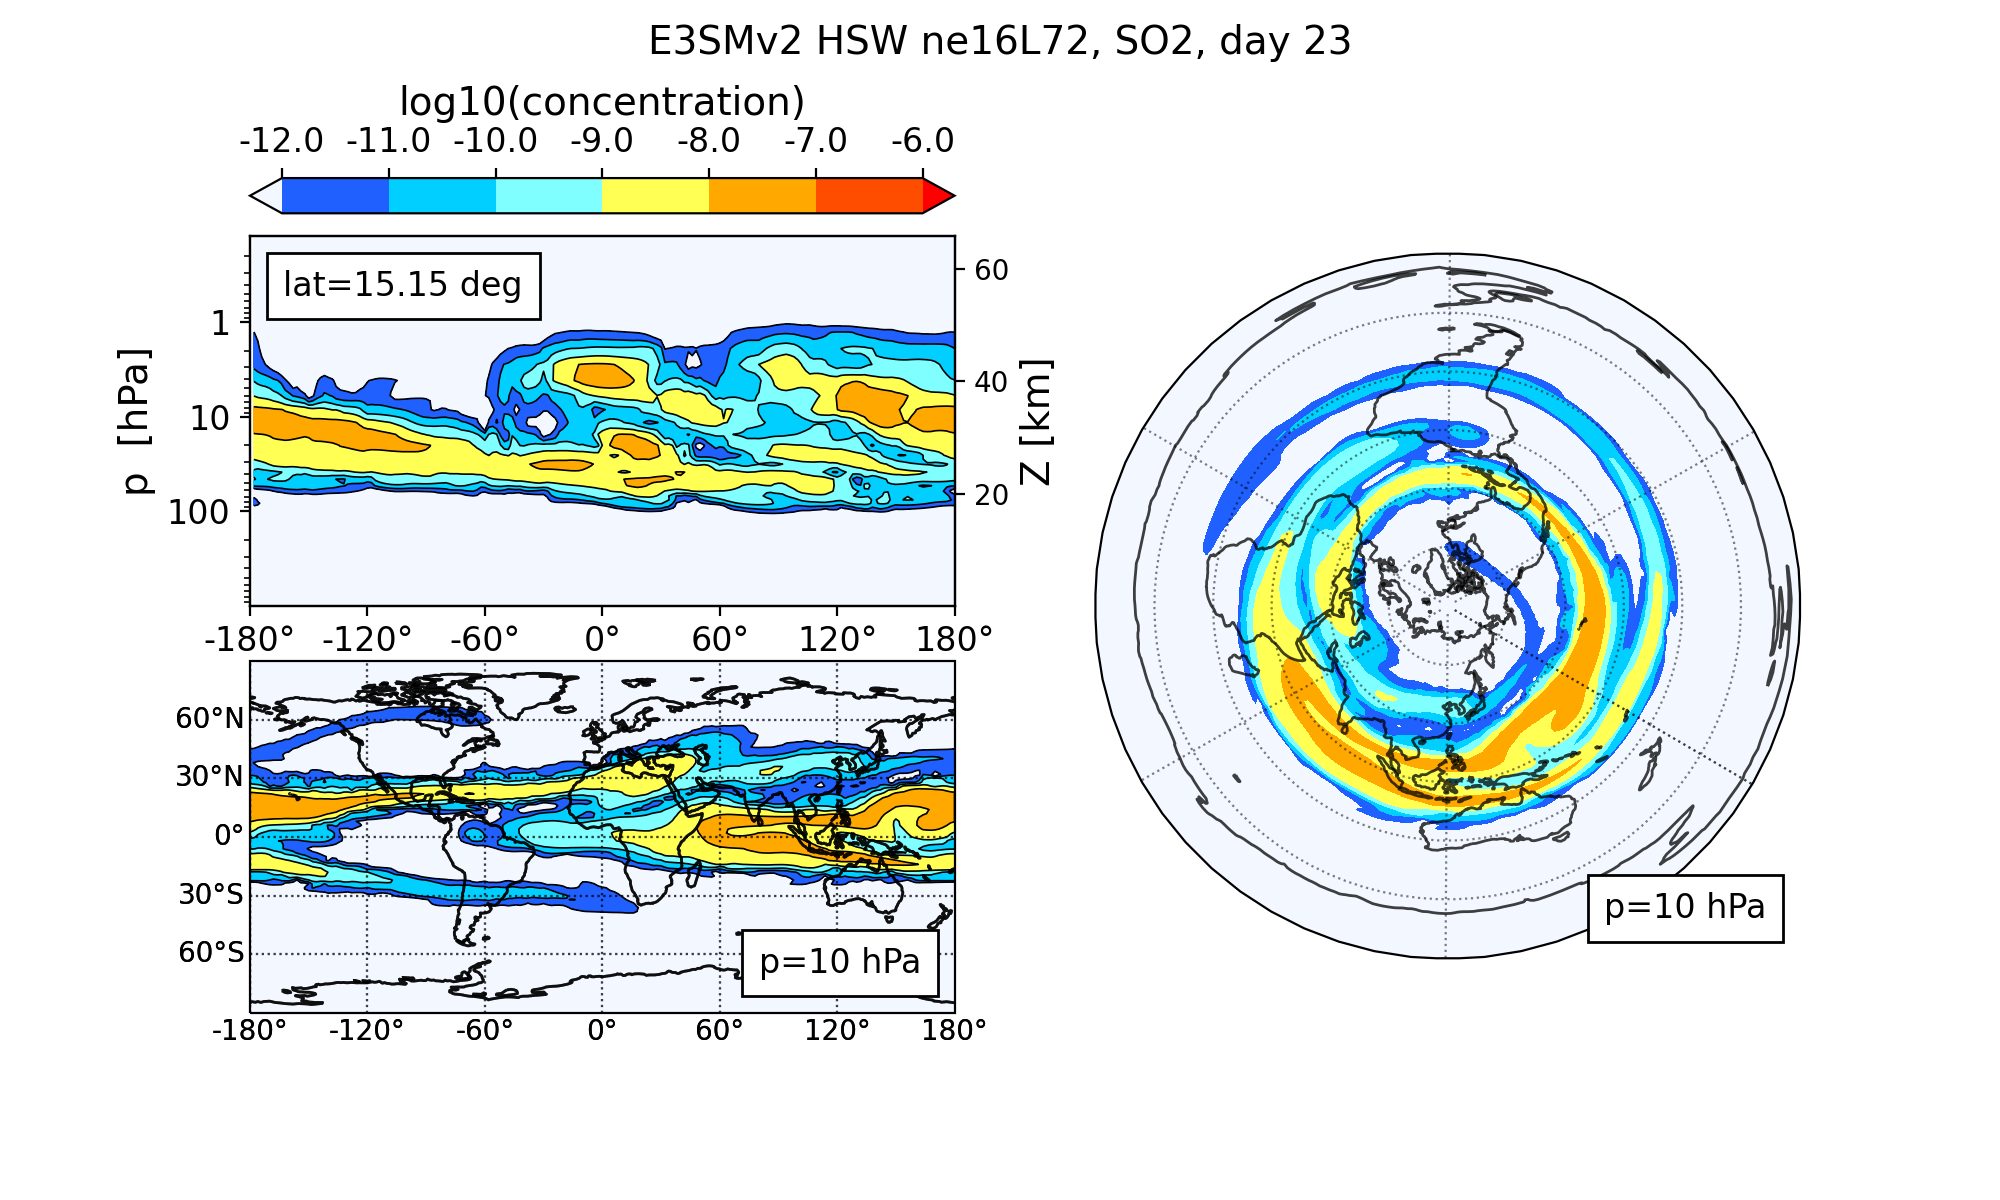 E3SMv2 HSW ne16L72, SO2, day 23
log10(concentration)
-12.0 -11.0 -10.0 -9.0 -8.0 -7.0 -6.0
lat=15.15 deg
p [hPa]
1
10
100
Z [km]
60
40
20
-180° -120° -60° 0° 60° 120° 180°
60°N
30°N
0°
30°S
60°S
p=10 hPa
-180° -120° -60° 0° 60° 120° 180°
p=10 hPa